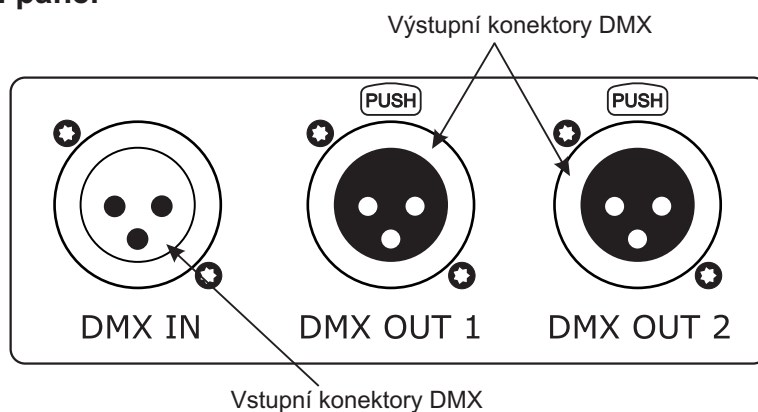 Výstupní konektory DMX
PUSH PUSH
DMX IN DMX OUT 1 DMX OUT 2
Vstupní konektory DMX